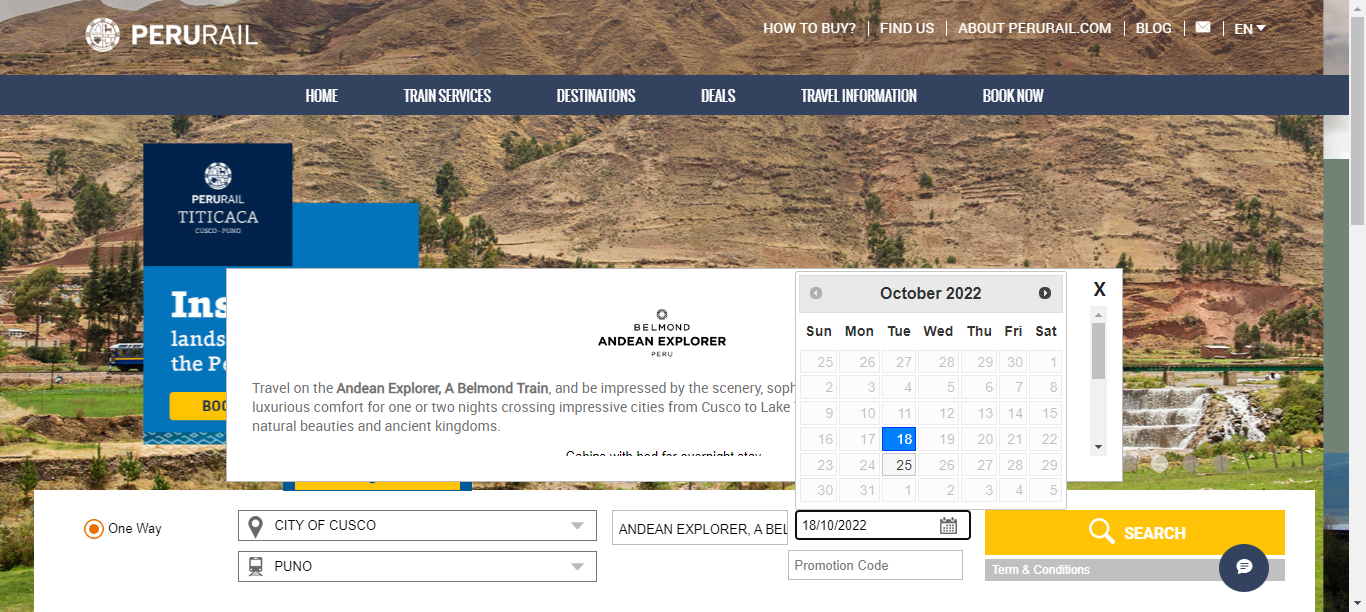 PERURAIL
HOW TO BUY? FIND US ABOUT PERURAIL.COM BLOG EN
HOME TRAIN SERVICES DESTINATIONS DEALS TRAVEL INFORMATION BOOK NOW
PERURAIL
TITICACA
CUSCO - PUNO
Ins
lands
the Pe
BOO
X
BELMOND
ANDEAN EXPLORER
PERU
Travel on the Andean Explorer, A Belmond Train, and be impressed by the scenery, soph
luxurious comfort for one or two nights crossing impressive cities from Cusco to Lake
natural beauties and ancient kingdoms.
Cabins with bed for overnight stay
October 2022
Sun Mon Tue Wed Thu Fri Sat
25 26 27 28 29 30 1
2 3 4 5 6 7 8
9 10 11 12 13 14 15
16 17 18 19 20 21 22
23 24 25 26 27 28 29
30 31 1 2 3 4 5
One Way
CITY OF CUSCO
ANDEAN EXPLORER, A BEL
18/10/2022
SEARCH
PUNO
Promotion Code
Term & Conditions